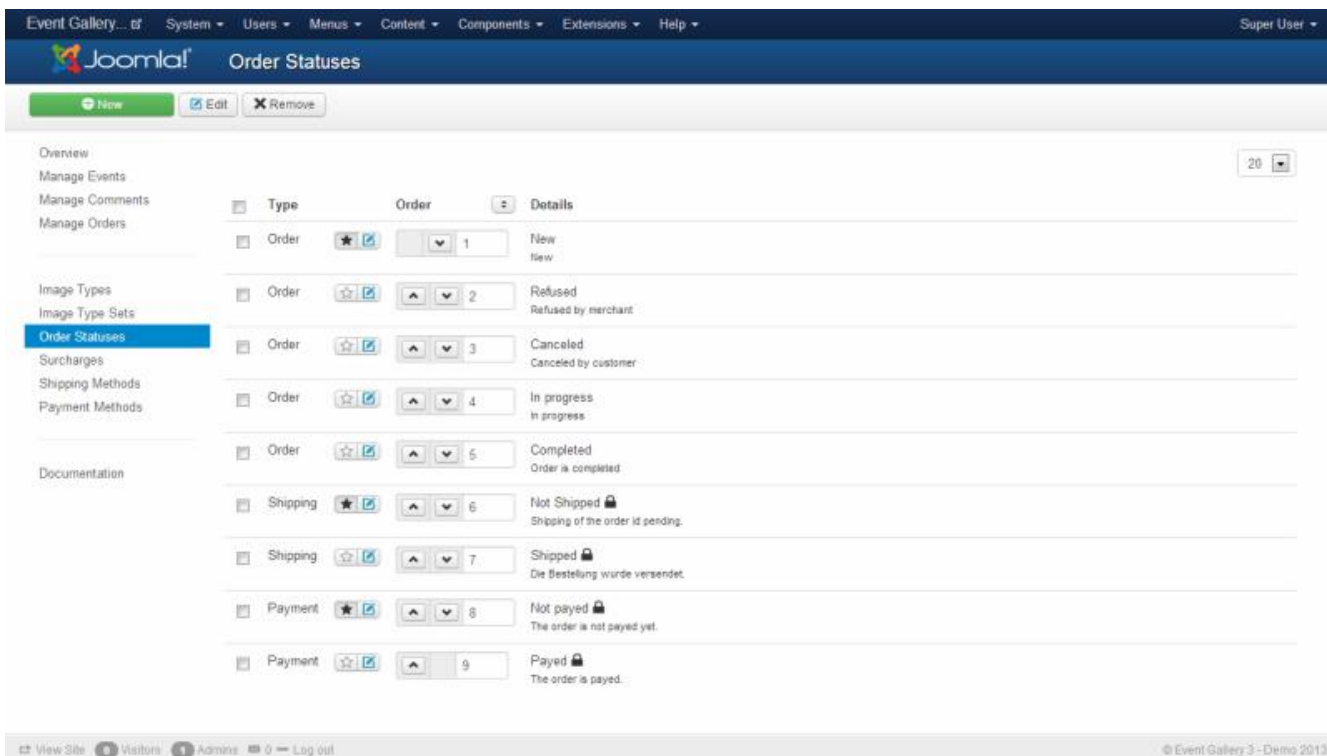 Event Gallery... System Users Menus Content Components Extensions Help Super User
Joomla! Order Statuses
New Edit Remove
Overview
Manage Events
Manage Comments
Manage Orders
Image Types
Image Type Sets
Order Statuses
Surcharges
Shipping Methods
Payment Methods
Documentation
20
Type Order Details
Order 1 New
New
Order 2 Refused
Refused by merchant
Order 3 Canceled
Canceled by customer
Order 4 In progress
In progress
Order 5 Completed
Order is completed
Shipping 6 Not Shipped
Shipping of the order id pending.
Shipping 7 Shipped
Die Bestellung wurde versendet.
Payment 8 Not payed
The order is not payed yet.
Payment 9 Payed
The order is payed.
View Site 0 Visitors 1 Admins 0 Log out © Event Gallery 3 - Demo 2013